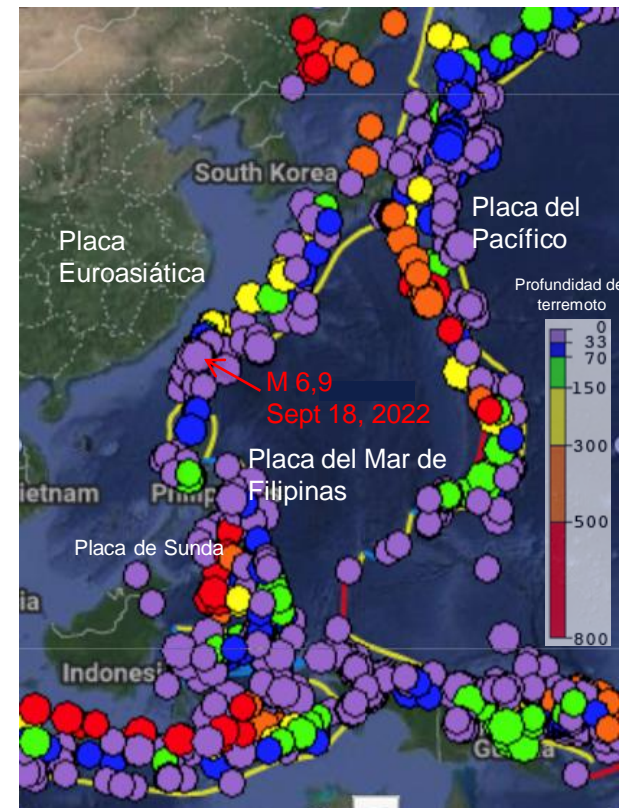 South Korea
Placa
Euroasiática
Placa del
Pacífico
Profundidad de
terremoto
0
33
70
150
300
500
800
M 6,9
Sept 18, 2022
Placa del Mar de
Filipinas
ietnam
Philip
Placa de Sunda
ia
Indonesi